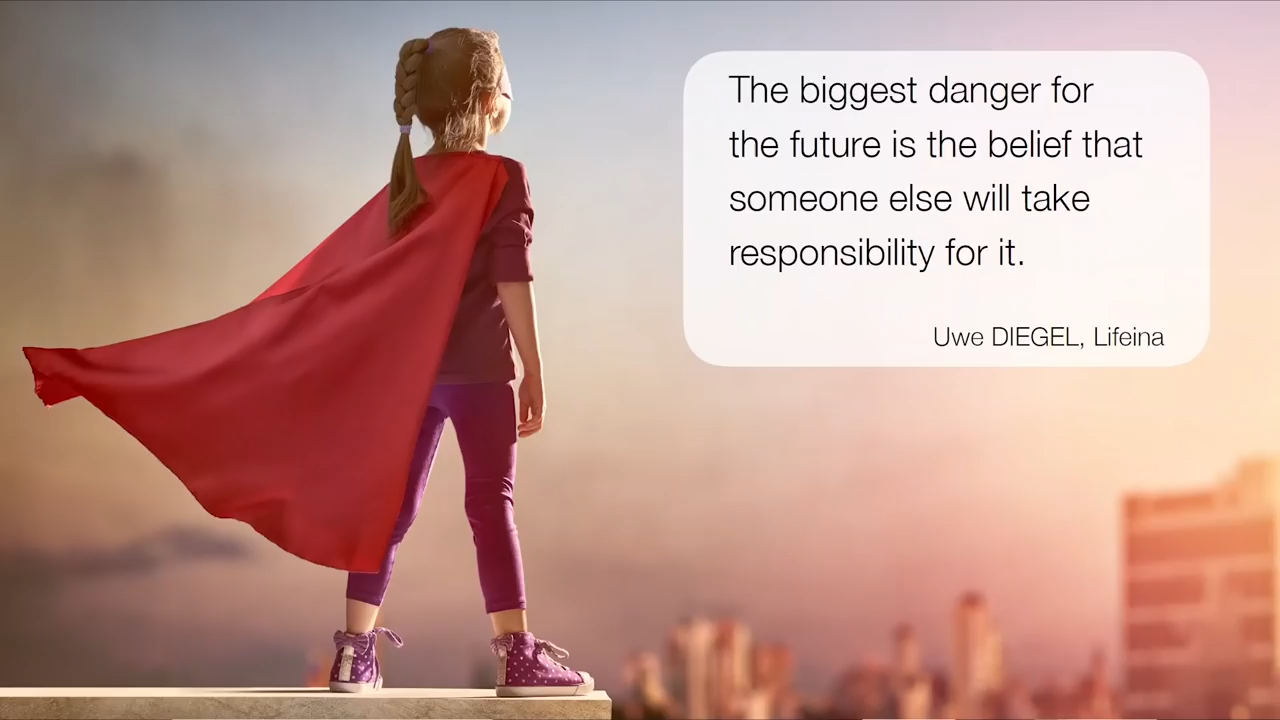 The biggest danger for
the future is the belief that
someone else will take
responsibility for it.
Uwe DIEGEL, Lifeina